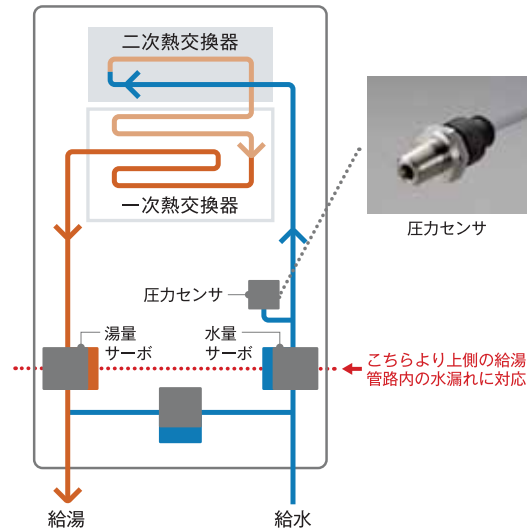 二次熱交換器
一次熱交換器
圧力センサ
圧力センサ
湯量
サーボ
水量
サーボ
こちらより上側の給湯
管路内の水漏れに対応
給湯
給水